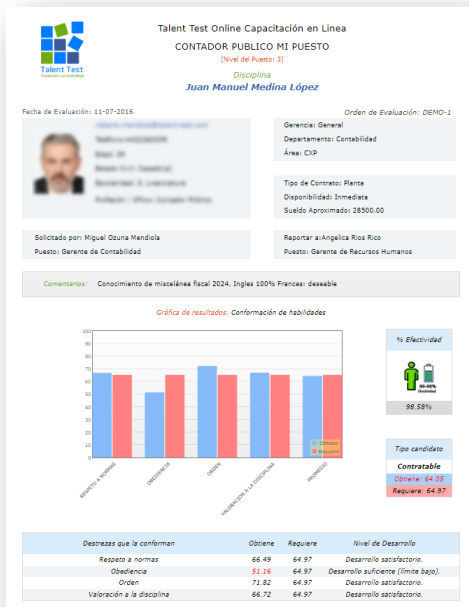 Talent Test Online Capacitación en Linea
CONTADOR PUBLICO MI PUESTO
(Nivel del Puesto: 3)
Disciplina
Juan Manuel Medina López
Talent Test
Fecha de Evaluación: 11-07-2016
Orden de Evaluación: DEMO-1
Gerencia: General
Departamento: Contabilidad
Área: CXP
Tipo de Contrato: Planta
Disponibilidad: Inmediata
Sueldo Aproximado: 28500.00
Solicitado por: Miguel Ozuna Mendiola
Puesto: Gerente de Contabilidad
Reportar a:Angelica Rios Rico
Puesto: Gerente de Recursos Humanos
Comentarios: Conocimiento de miscelánea fiscal 2024, Ingles 100% Frances: deseable
Gráfica de resultados: Conformación de habilidades
100
90
80
70
60
50
40
30
20
10
0
Obtiene
Requiere
RESPETO A NORMAS
OBEDIENCIA
ORDEN
VALORACION A LA DISCIPLINA
PROMEDIO
% Efectividad
90-100%
Efectividad
98.58%
Tipo candidato
Contratable
Obtiene: 64.05
Requiere: 64.97
Destrezas que la conforman Obtiene Requiere Nivel de Desarrollo
Respeto a normas 66.49 64.97 Desarrollo satisfactorio.
Obediencia 51.16 64.97 Desarrollo suficiente (límite bajo).
Orden 71.82 64.97 Desarrollo satisfactorio.
Valoración a la disciplina 66.72 64.97 Desarrollo satisfactorio.